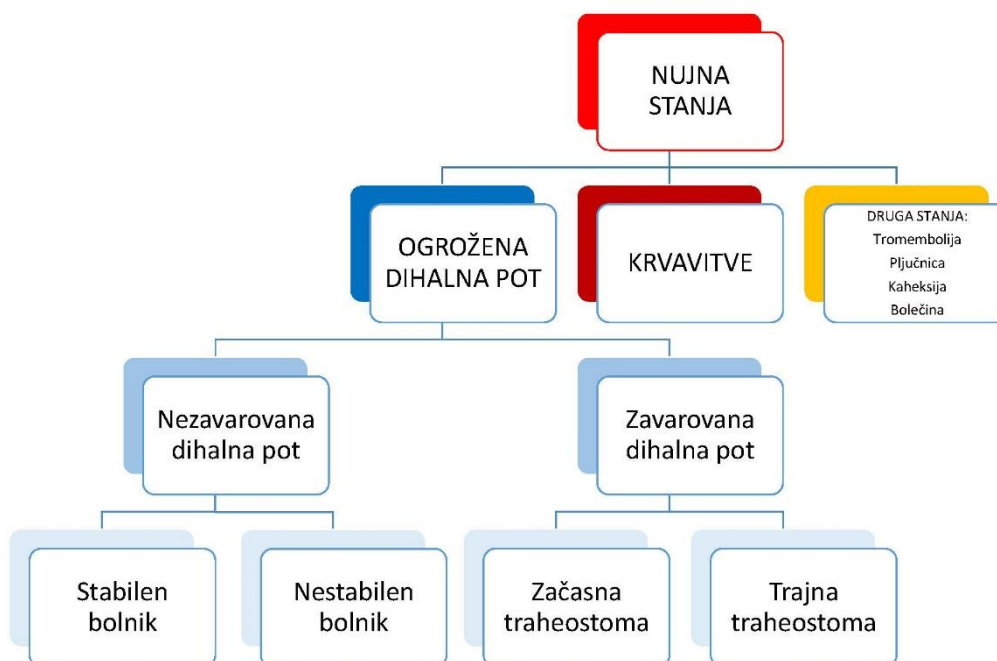 NUJNA
STANJA
OGROŽENA
DIHALNA POT
KRVAVITVE
DRUGA STANJA:
Tromembolija
Pljučnica
Kaheksija
Bolečina
Nezavarovana
dihalna pot
Zavarovana
dihalna pot
Stabilen
bolnik
Nestabilen
bolnik
Začasna
traheostoma
Trajna
traheostoma